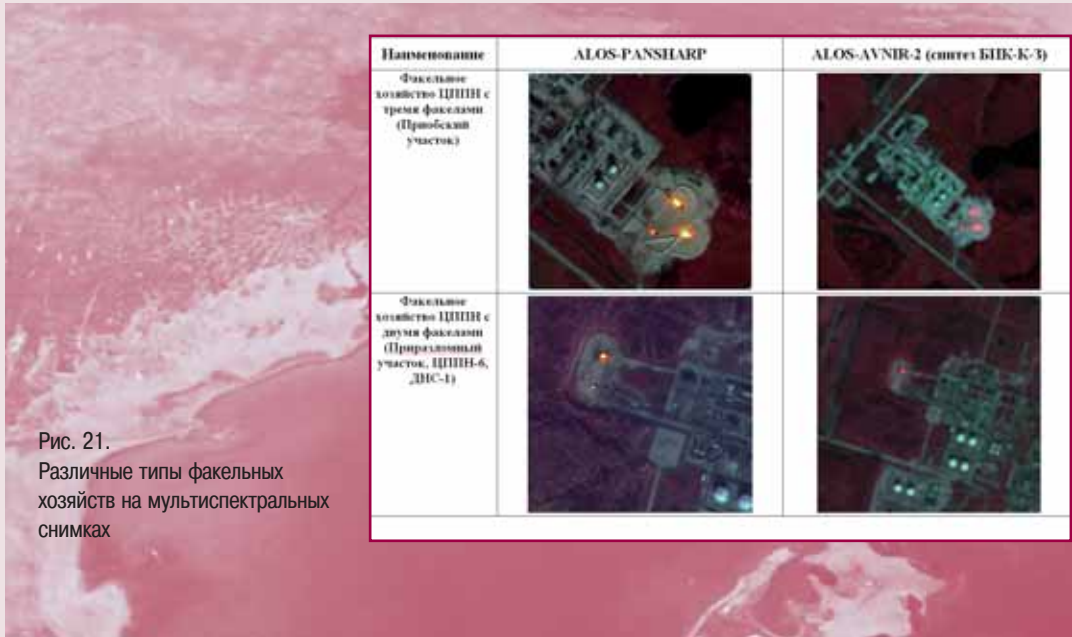 Наименование
ALOS-PANSHARP
ALOS-AVNIR-2 (синтез БИК-К-З)
Факельное
хозяйство ЦППН с
тремя факелами
(Приобский
участок)
Факельное
хозяйство ЦППН с
двумя факелами
(Приразломный
участок, ЦППН-6,
ДНС-1)
Рис. 21.
Различные типы факельных
хозяйств на мультиспектральных
снимках